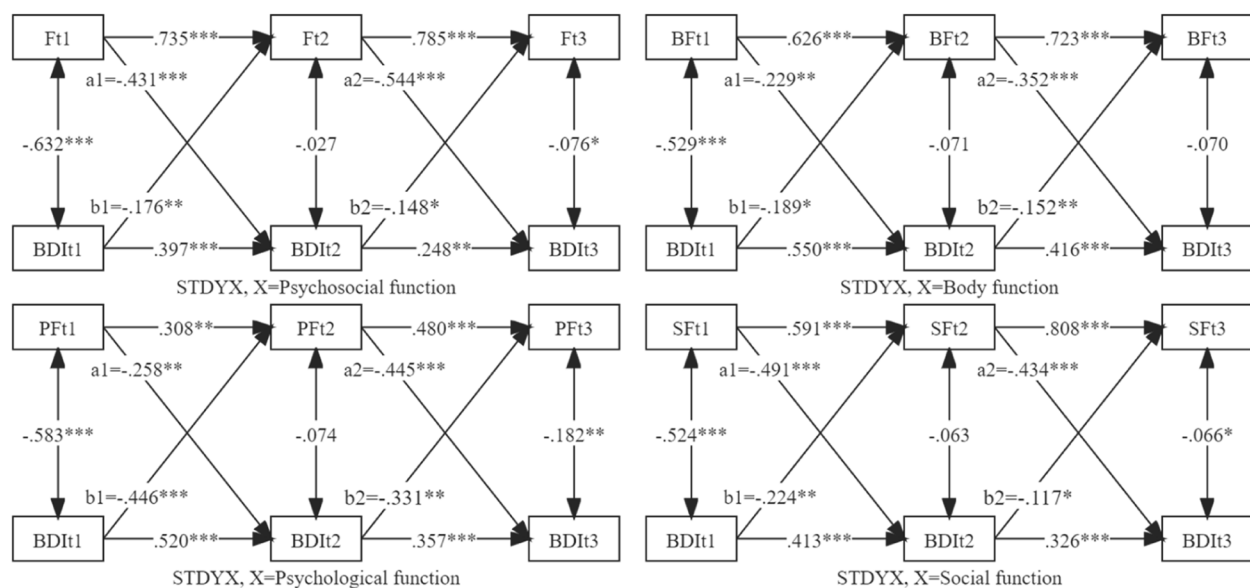 Ft1 .735*** Ft2 .785*** Ft3
a1=-.431*** a2=-.544***
-.632*** -.027 -.076*
b1=-.176** b2=-.148*
BDIt1 .397*** BDIt2 .248** BDIt3
STDYX, X=Psychosocial function
BFt1 .626*** BFt2 .723*** BFt3
a1=-.229** a2=-.352***
-.529*** -.071 -.070
b1=-.189* b2=-.152**
BDIt1 .550*** BDIt2 .416*** BDIt3
STDYX, X=Body function
PFt1 .308** PFt2 .480*** PFt3
a1=-.258** a2=-.445***
-.583*** -.074 -.182**
b1=-.446*** b2=-.331**
BDIt1 .520*** BDIt2 .357*** BDIt3
STDYX, X=Psychological function
SFt1 .591*** SFt2 .808*** SFt3
a1=-.491*** a2=-.434***
-.524*** -.063 -.066*
b1=-.224** b2=-.117*
BDIt1 .413*** BDIt2 .326*** BDIt3
STDYX, X=Social function